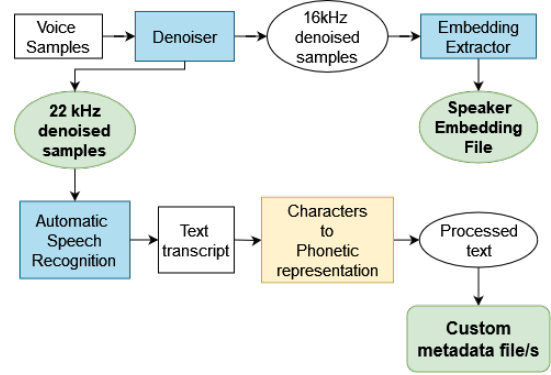 Voice
Samples
Denoiser
16kHz
denoised
samples
Embedding
Extractor
22 kHz
denoised
samples
Speaker
Embedding
File
Automatic
Speech
Recognition
Text
transcript
Characters
to
Phonetic
representation
Processed
text
Custom
metadata file/s